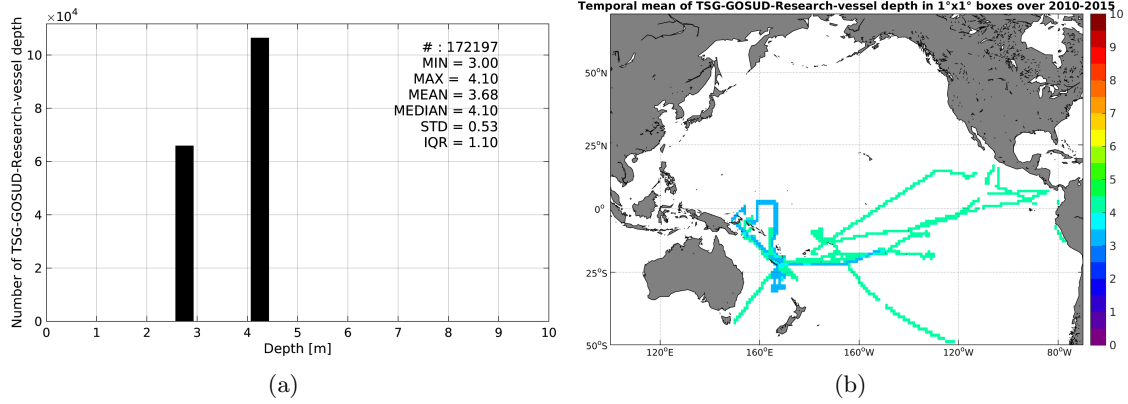 ×10⁴
Number of TSG-GOSUD-Research-vessel depth
10
8
6
4
2
0
# : 172197
MIN = 3.00
MAX = 4.10
MEAN = 3.68
MEDIAN = 4.10
STD = 0.53
IQR = 1.10
0 1 2 3 4 5 6 7 8 9 10
Depth [m]
(a)
Temporal mean of TSG-GOSUD-Research-vessel depth in 1°x1° boxes over 2010-2015
50°N
25°N
0°
25°S
50°S
120°E 160°E 160°W 120°W 80°W
10
9
8
7
6
5
4
3
2
1
0
(b)